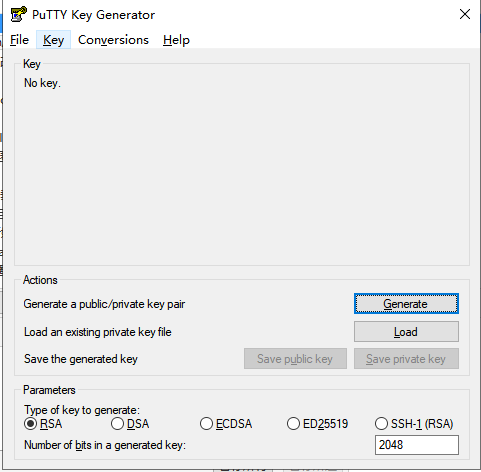 PuTTY Key Generator
File Key Conversions Help
Key
No key.
Actions
Generate a public/private key pair
Generate
Load an existing private key file
Load
Save the generated key
Save public key
Save private key
Parameters
Type of key to generate:
RSA DSA ECDSA ED25519 SSH-1 (RSA)
Number of bits in a generated key:
2048